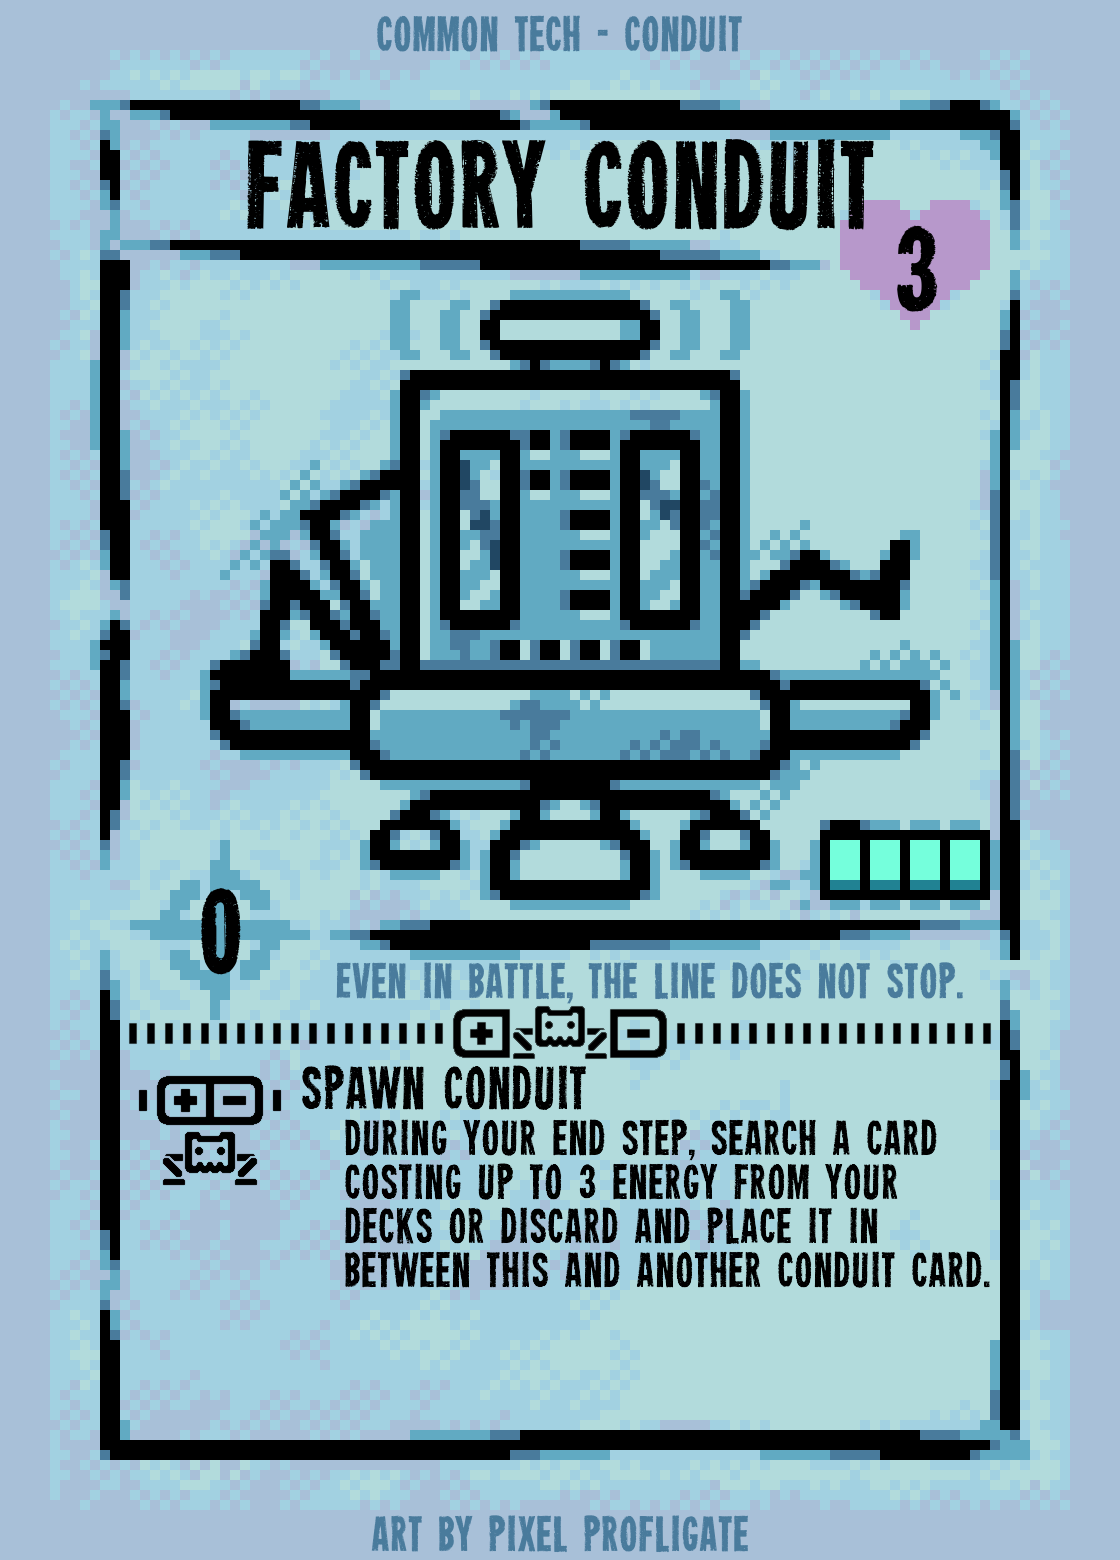 COMMON TECH - CONDUIT
FACTORY CONDUIT
3
0
EVEN IN BATTLE, THE LINE DOES NOT STOP.
SPAWN CONDUIT
DURING YOUR END STEP, SEARCH A CARD
COSTING UP TO 3 ENERGY FROM YOUR
DECKS OR DISCARD AND PLACE IT IN
BETWEEN THIS AND ANOTHER CONDUIT CARD.
ART BY PIXEL PROFLIGATE